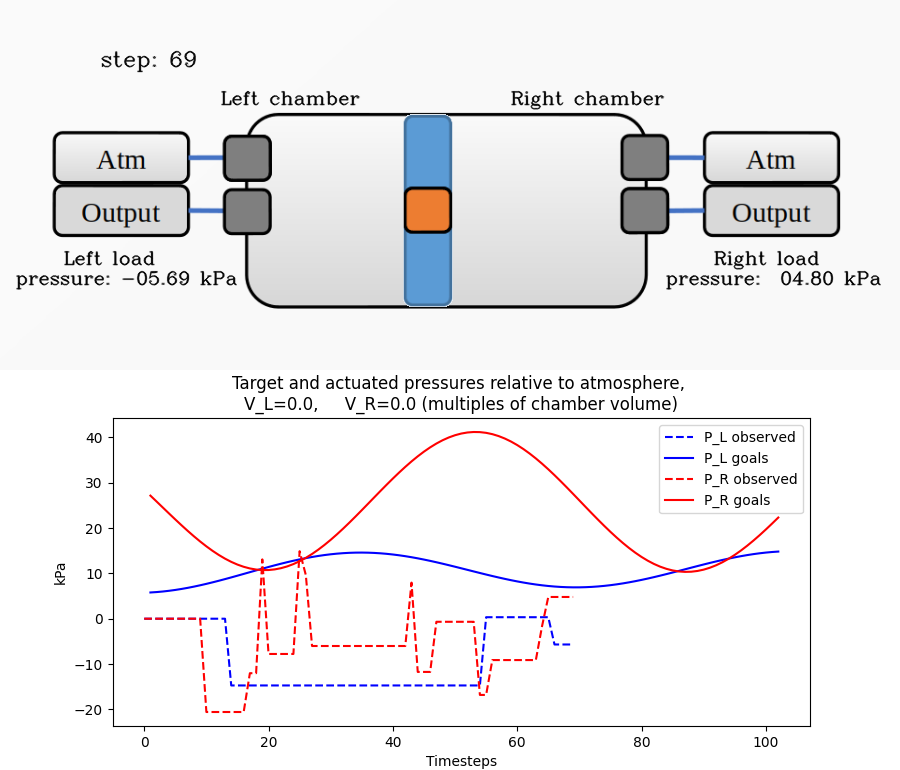 step: 69
Left chamber
Right chamber
Atm
Atm
Output
Output
Left load
pressure: -05.69 kPa
Right load
pressure: 04.80 kPa
Target and actuated pressures relative to atmosphere,
V_L=0.0, V_R=0.0 (multiples of chamber volume)
P_L observed
P_L goals
P_R observed
P_R goals
kPa
40
30
20
10
0
−10
−20
0 20 40 60 80 100
Timesteps